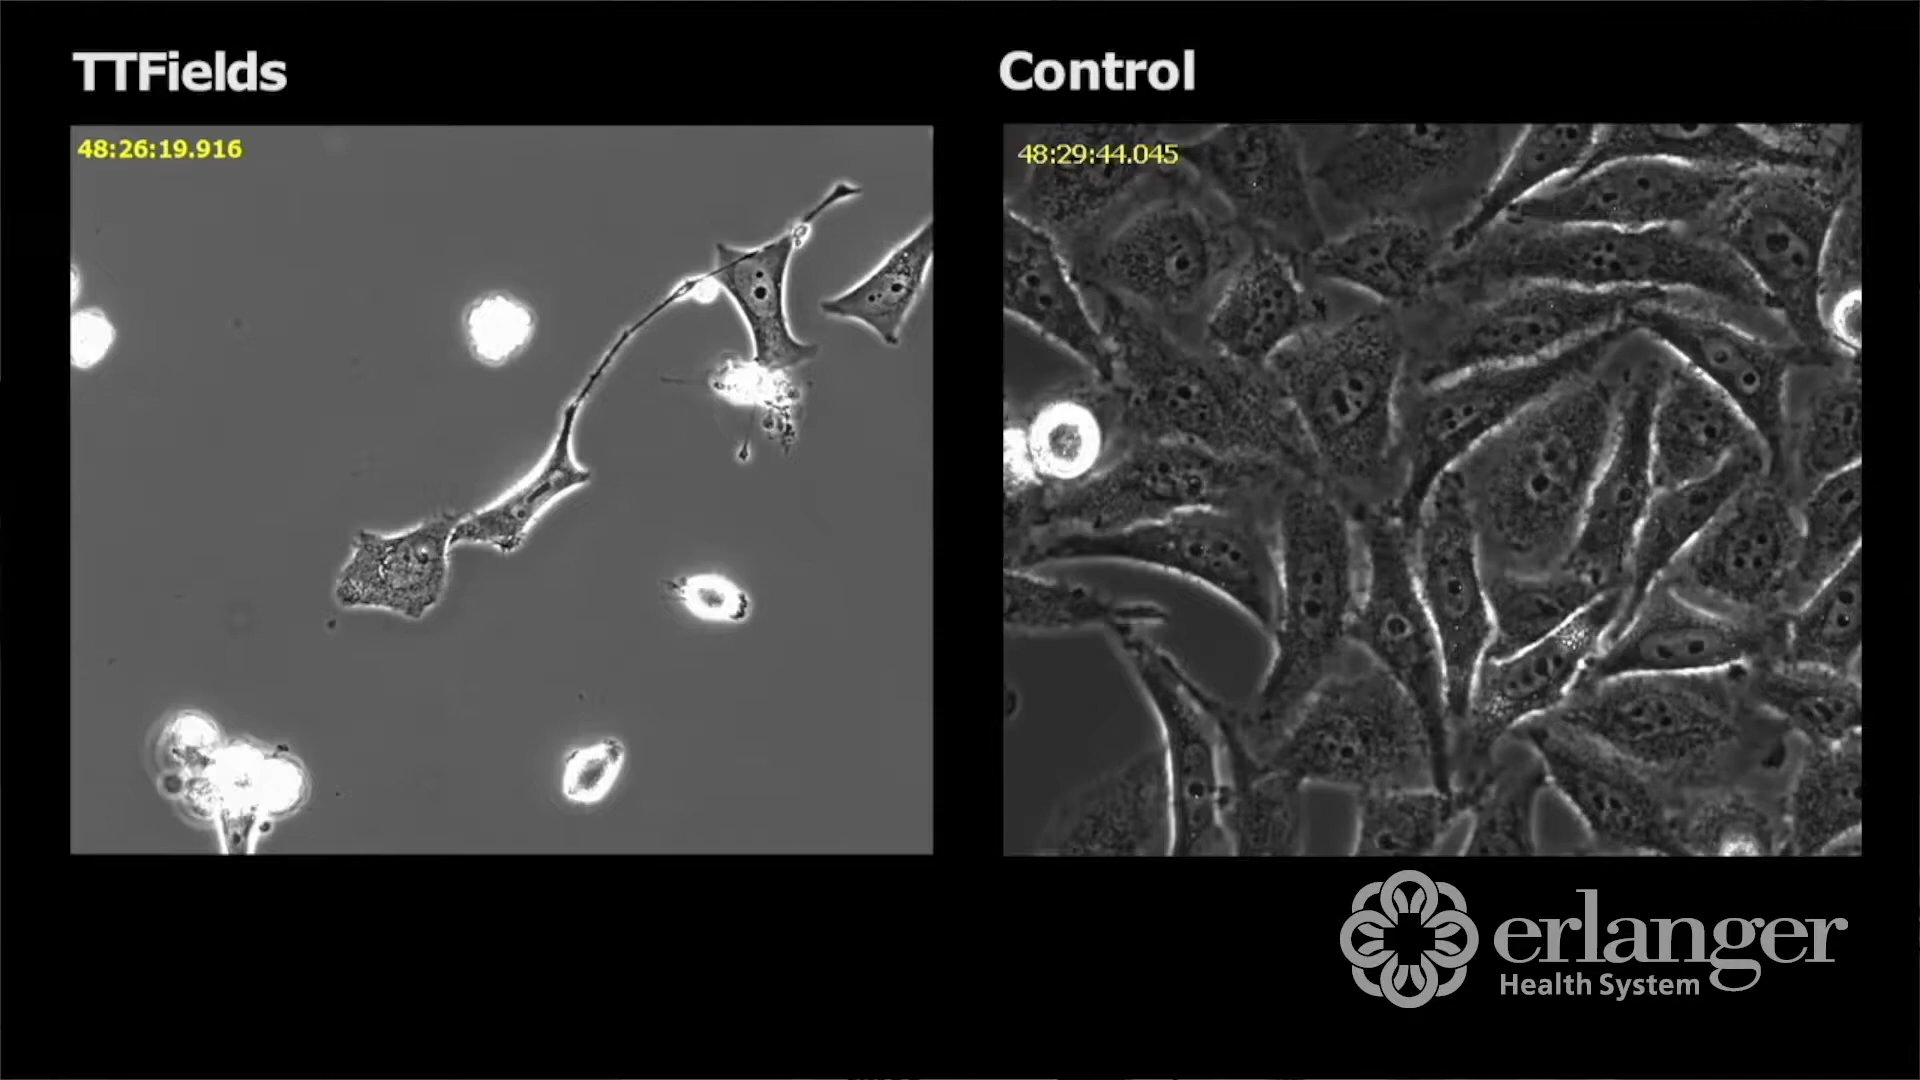 TTFields
Control
48:26:19.916
48:29:44.045
erlanger
Health System